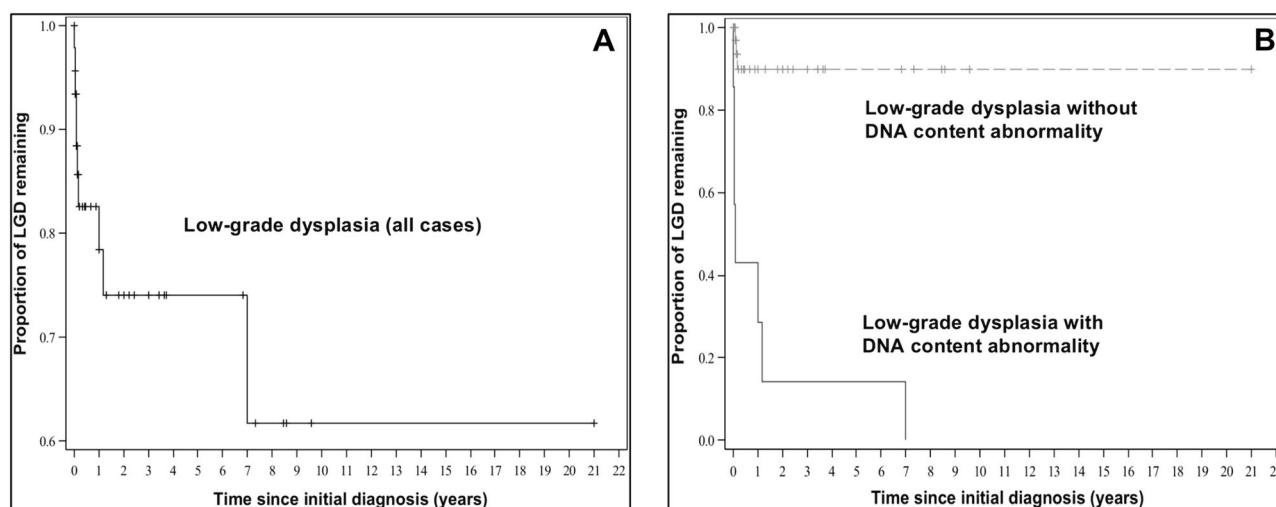 A
Proportion of LGD remaining
1.0
0.9
0.8
0.7
0.6
Low-grade dysplasia (all cases)
0 1 2 3 4 5 6 7 8 9 10 11 12 13 14 15 16 17 18 19 20 21 22
Time since initial diagnosis (years)
B
Proportion of LGD remaining
1.0
0.8
0.6
0.4
0.2
0.0
Low-grade dysplasia without
DNA content abnormality
Low-grade dysplasia with
DNA content abnormality
0 1 2 3 4 5 6 7 8 9 10 11 12 13 14 15 16 17 18 19 20 21
Time since initial diagnosis (years)